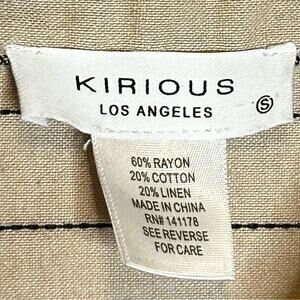 KIRIOUS
LOS ANGELES
S
60% RAYON
20% COTTON
20% LINEN
MADE IN CHINA
RN# 141178
SEE REVERSE
FOR CARE